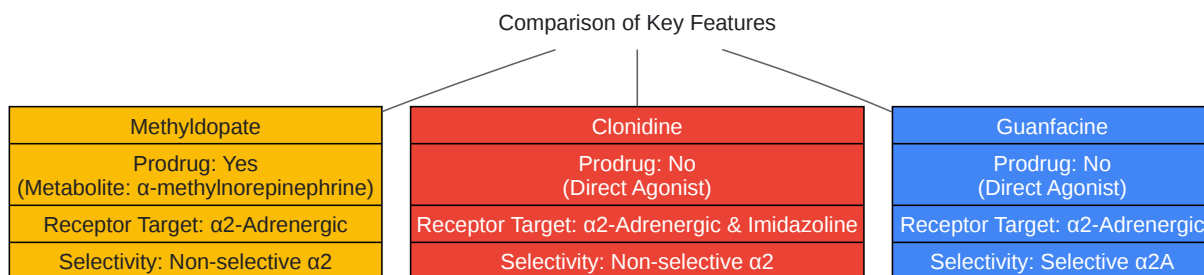 Comparison of Key Features
Methyldopate
Prodrug: Yes
(Metabolite: α-methylnorepinephrine)
Receptor Target: α2-Adrenergic
Selectivity: Non-selective α2
Clonidine
Prodrug: No
(Direct Agonist)
Receptor Target: α2-Adrenergic & Imidazoline
Selectivity: Non-selective α2
Guanfacine
Prodrug: No
(Direct Agonist)
Receptor Target: α2-Adrenergic
Selectivity: Selective α2A